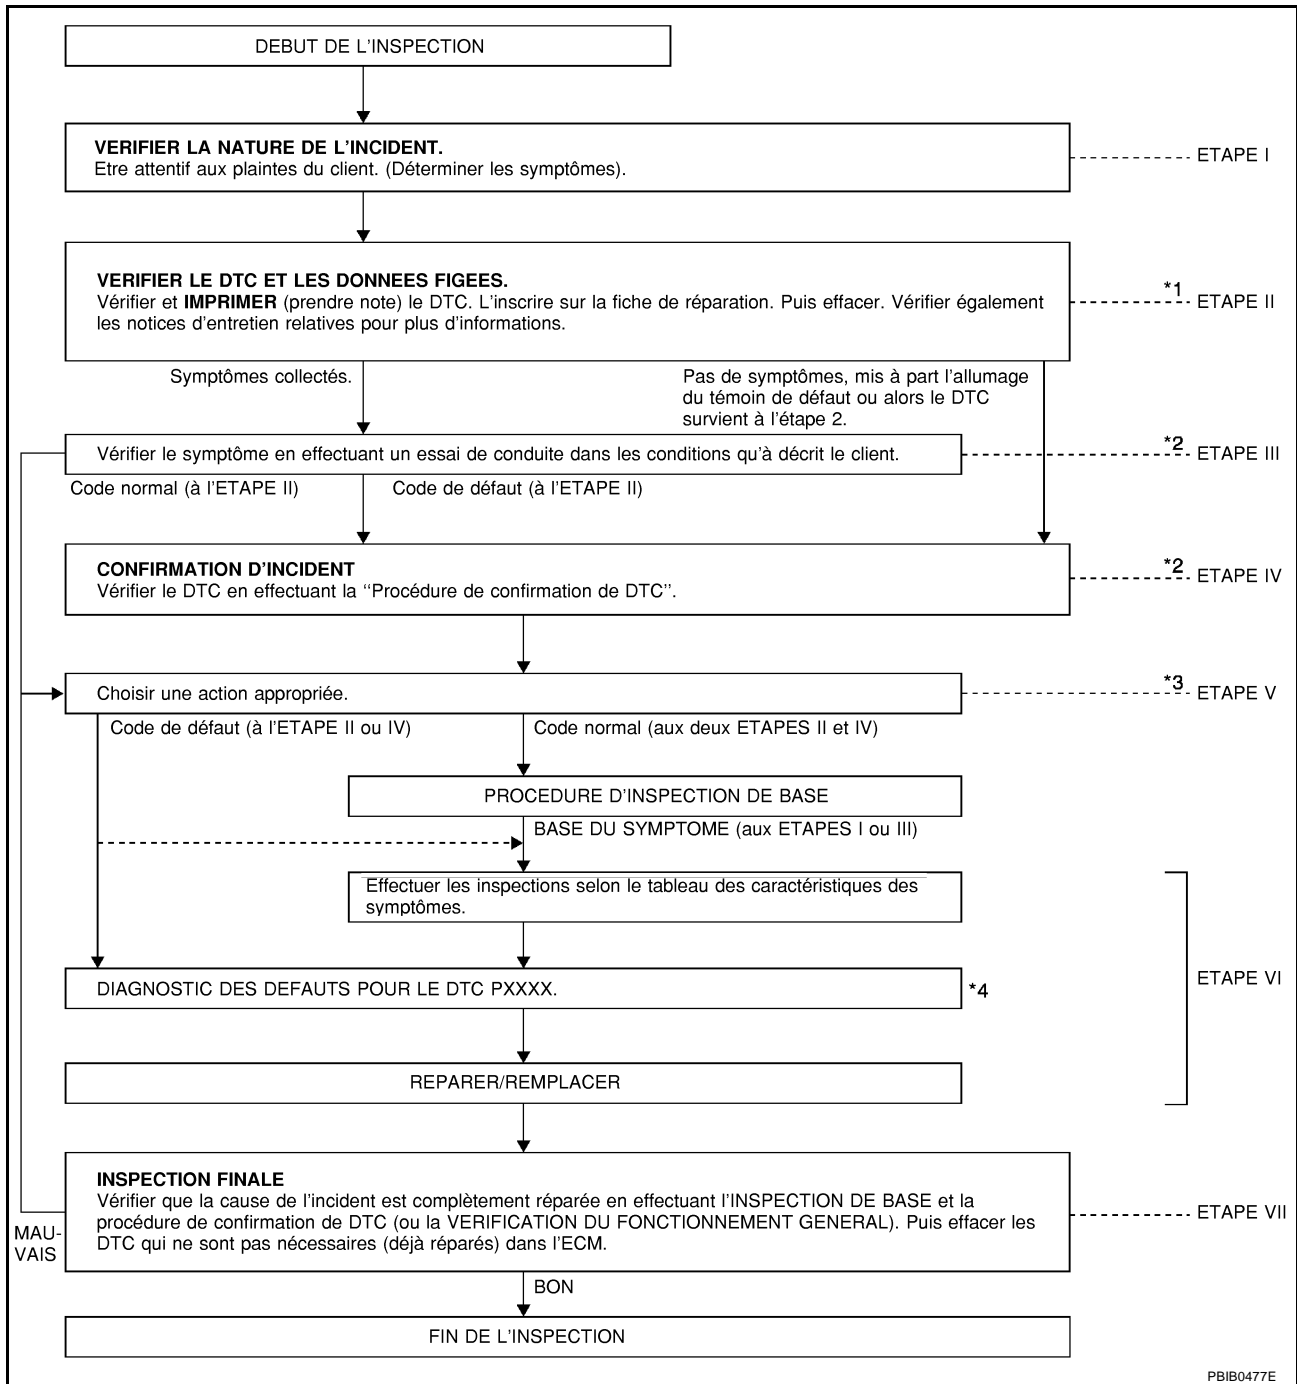 DEBUT DE L'INSPECTION
VERIFIER LA NATURE DE L'INCIDENT.
Etre attentif aux plaintes du client. (Déterminer les symptômes).
ETAPE I
VERIFIER LE DTC ET LES DONNEES FIGEES.
Vérifier et IMPRIMER (prendre note) le DTC. L'inscrire sur la fiche de réparation. Puis effacer. Vérifier également
les notices d'entretien relatives pour plus d'informations.
*1
ETAPE II
Symptômes collectés.
Pas de symptômes, mis à part l'allumage
du témoin de défaut ou alors le DTC
survient à l'étape 2.
Vérifier le symptôme en effectuant un essai de conduite dans les conditions qu'à décrit le client.
*2
ETAPE III
Code normal (à l'ETAPE II)
Code de défaut (à l'ETAPE II)
CONFIRMATION D'INCIDENT
Vérifier le DTC en effectuant la ‘‘Procédure de confirmation de DTC’’.
*2
ETAPE IV
Choisir une action appropriée.
*3
ETAPE V
Code de défaut (à l'ETAPE II ou IV)
Code normal (aux deux ETAPES II et IV)
PROCEDURE D'INSPECTION DE BASE
BASE DU SYMPTOME (aux ETAPES I ou III)
Effectuer les inspections selon le tableau des caractéristiques des
symptômes.
ETAPE VI
DIAGNOSTIC DES DEFAUTS POUR LE DTC PXXXX.
*4
REPARER/REMPLACER
INSPECTION FINALE
Vérifier que la cause de l'incident est complètement réparée en effectuant l'INSPECTION DE BASE et la
procédure de confirmation de DTC (ou la VERIFICATION DU FONCTIONNEMENT GENERAL). Puis effacer les
DTC qui ne sont pas nécessaires (déjà réparés) dans l'ECM.
ETAPE VII
MAU-
VAIS
BON
FIN DE L'INSPECTION
PBIB0477E